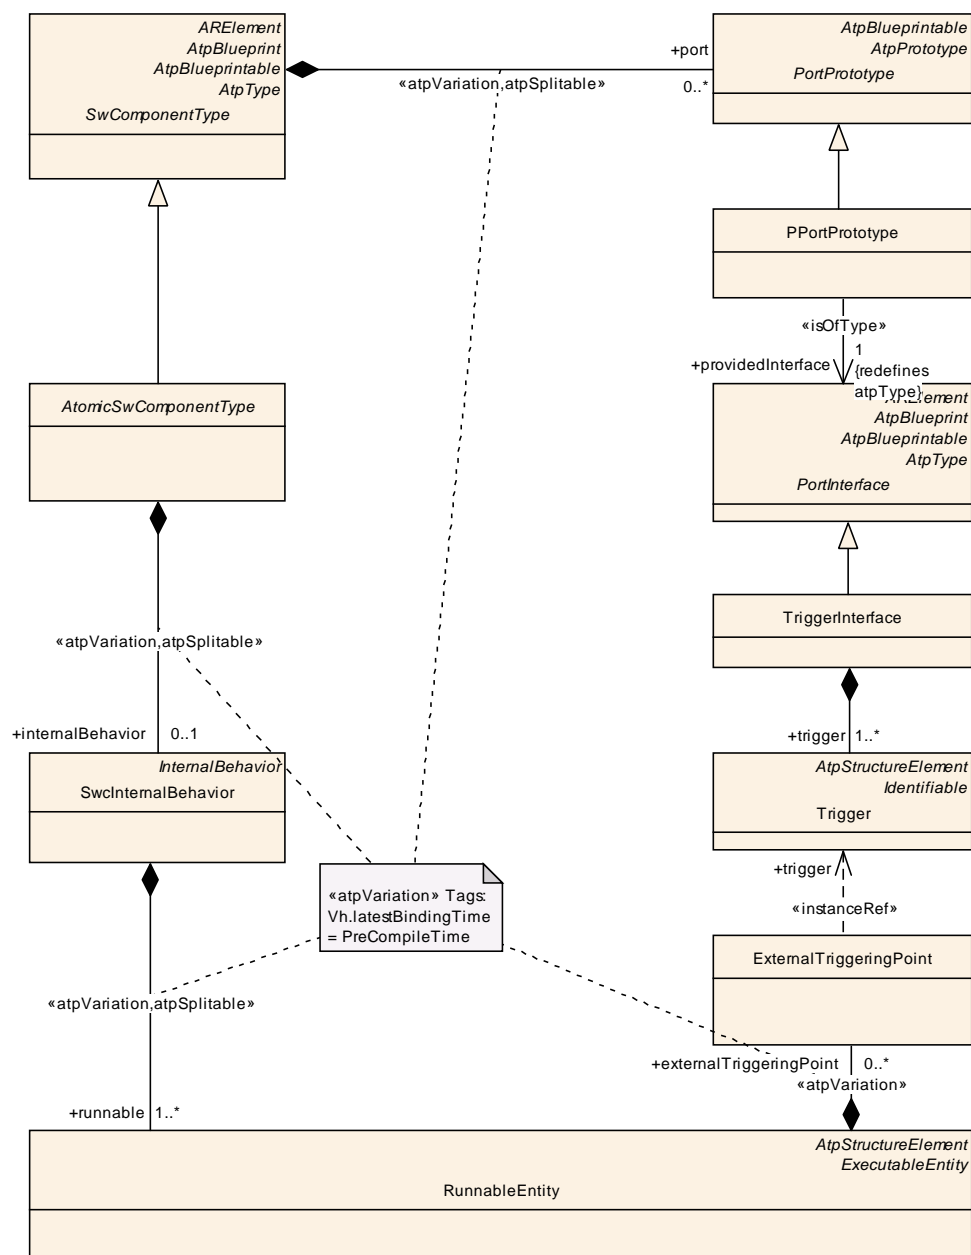 ARElement
AtpBlueprint
AtpBlueprintable
AtpType
SwComponentType
+port
«atpVariation,atpSplitable»
0..*
AtpBlueprintable
AtpPrototype
PortPrototype
PPortPrototype
«isOfType»
+providedInterface
1
{redefines
atpType}
AtomicSwComponentType
ARElement
AtpBlueprint
AtpBlueprintable
AtpType
PortInterface
TriggerInterface
«atpVariation,atpSplitable»
+internalBehavior
0..1
+trigger
1..*
InternalBehavior
SwcInternalBehavior
AtpStructureElement
Identifiable
Trigger
«atpVariation» Tags:
Vh.latestBindingTime
= PreCompileTime
+trigger
«instanceRef»
ExternalTriggeringPoint
«atpVariation,atpSplitable»
+externalTriggeringPoint
0..*
«atpVariation»
+runnable
1..*
AtpStructureElement
ExecutableEntity
RunnableEntity